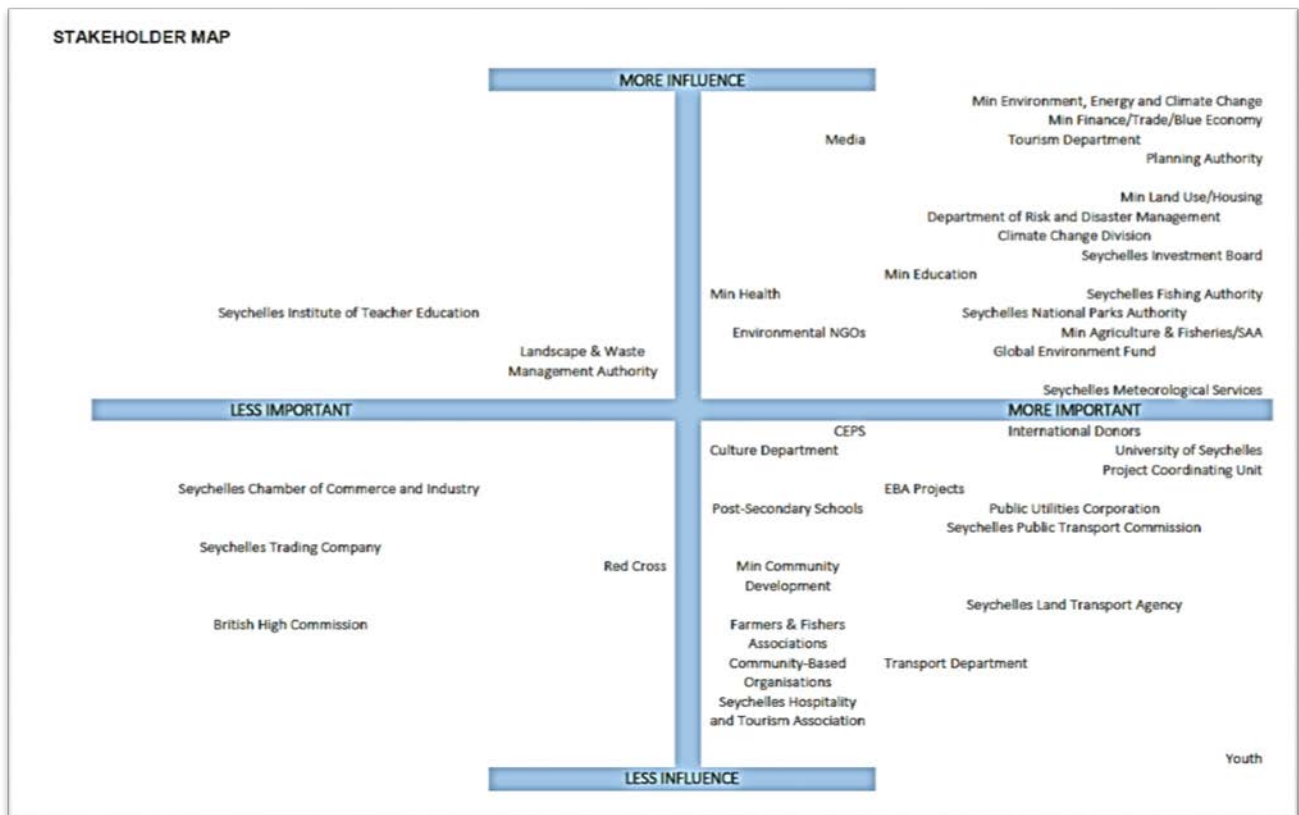 STAKEHOLDER MAP
MORE INFLUENCE
Min Environment, Energy and Climate Change
Min Finance/Trade/Blue Economy
Media
Tourism Department
Planning Authority
Min Land Use/Housing
Department of Risk and Disaster Management
Climate Change Division
Seychelles Investment Board
Min Education
Min Health
Seychelles Fishing Authority
Seychelles Institute of Teacher Education
Seychelles National Parks Authority
Environmental NGOs
Min Agriculture & Fisheries/SAA
Landscape & Waste
Management Authority
Global Environment Fund
Seychelles Meteorological Services
LESS IMPORTANT
MORE IMPORTANT
CEPS
International Donors
Culture Department
University of Seychelles
Project Coordinating Unit
Seychelles Chamber of Commerce and Industry
EBA Projects
Post-Secondary Schools
Public Utilities Corporation
Seychelles Public Transport Commission
Seychelles Trading Company
Red Cross
Min Community
Development
Seychelles Land Transport Agency
British High Commission
Farmers & Fishers
Associations
Community-Based
Organisations
Transport Department
Seychelles Hospitality
and Tourism Association
Youth
LESS INFLUENCE